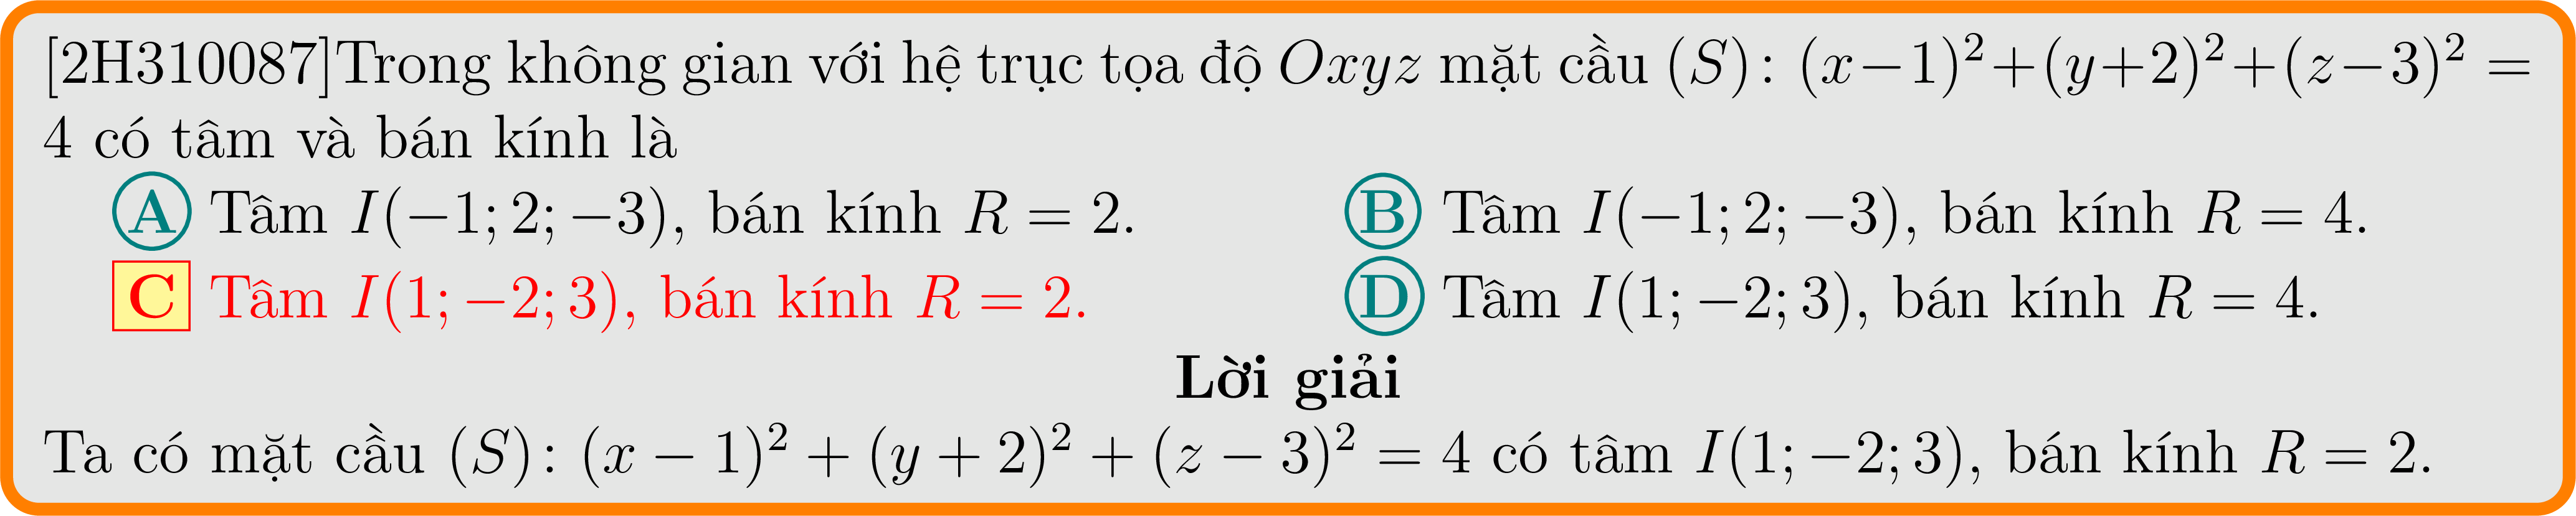 [2H310087]Trong không gian với hệ trục tọa độ Oxyz mặt cầu (S): (x−1)²+(y+2)²+(z−3)² =
4 có tâm và bán kính là
A Tâm I(−1; 2; −3), bán kính R = 2. B Tâm I(−1; 2; −3), bán kính R = 4.
C Tâm I(1; −2; 3), bán kính R = 2. D Tâm I(1; −2; 3), bán kính R = 4.
Lời giải
Ta có mặt cầu (S): (x − 1)² + (y + 2)² + (z − 3)² = 4 có tâm I(1; −2; 3), bán kính R = 2.